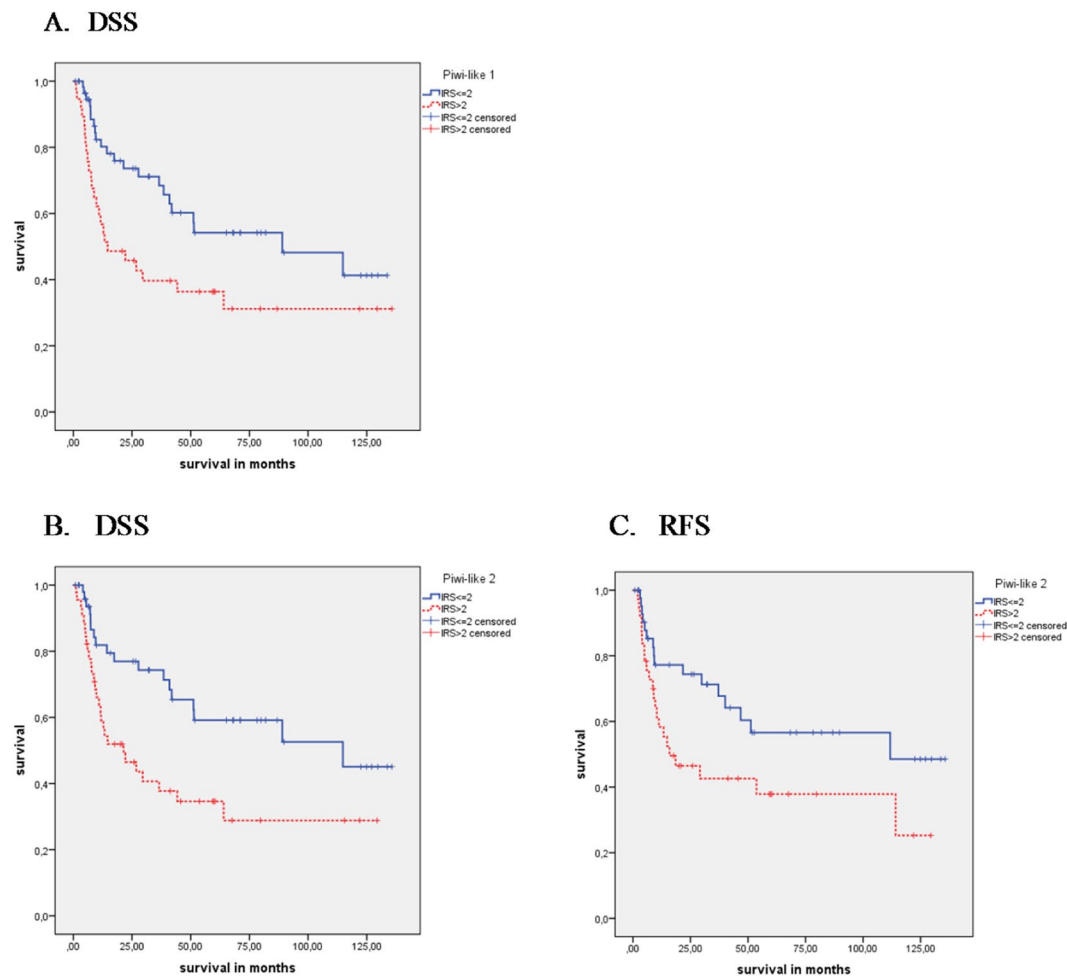 A. DSS
Piwi-like 1
IRS<=2
IRS>2
IRS<=2 censored
IRS>2 censored
survival
1,0
0,8
0,6
0,4
0,2
0,0
,00 25,00 50,00 75,00 100,00 125,00
survival in months
B. DSS
Piwi-like 2
IRS<=2
IRS>2
IRS<=2 censored
IRS>2 censored
survival
1,0
0,8
0,6
0,4
0,2
0,0
,00 25,00 50,00 75,00 100,00 125,00
survival in months
C. RFS
Piwi-like 2
IRS<=2
IRS>2
IRS<=2 censored
IRS>2 censored
survival
1,0
0,8
0,6
0,4
0,2
0,0
,00 25,00 50,00 75,00 100,00 125,00
survival in months